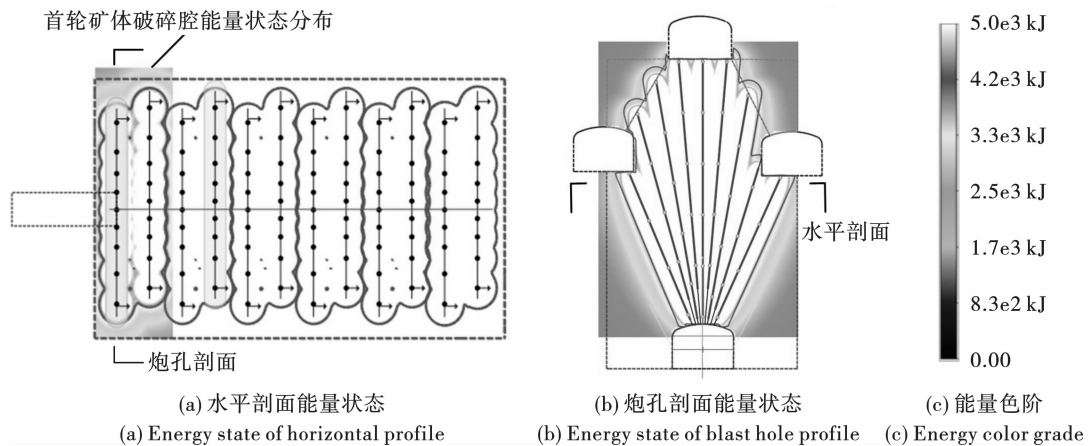 首轮矿体破碎腔能量状态分布
炮孔剖面
水平剖面
5.0e3 kJ
4.2e3 kJ
3.3e3 kJ
2.5e3 kJ
1.7e3 kJ
8.3e2 kJ
0.00
(a) 水平剖面能量状态
(a) Energy state of horizontal profile
(b) 炮孔剖面能量状态
(b) Energy state of blast hole profile
(c) 能量色阶
(c) Energy color grade